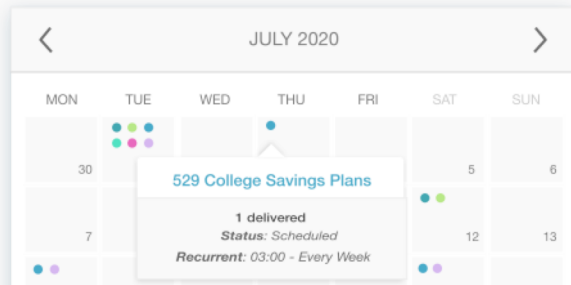 JULY 2020
MON TUE WED THU FRI SAT SUN
30 5 6
529 College Savings Plans
1 delivered
Status: Scheduled
Recurrent: 03:00 - Every Week
7 12 13